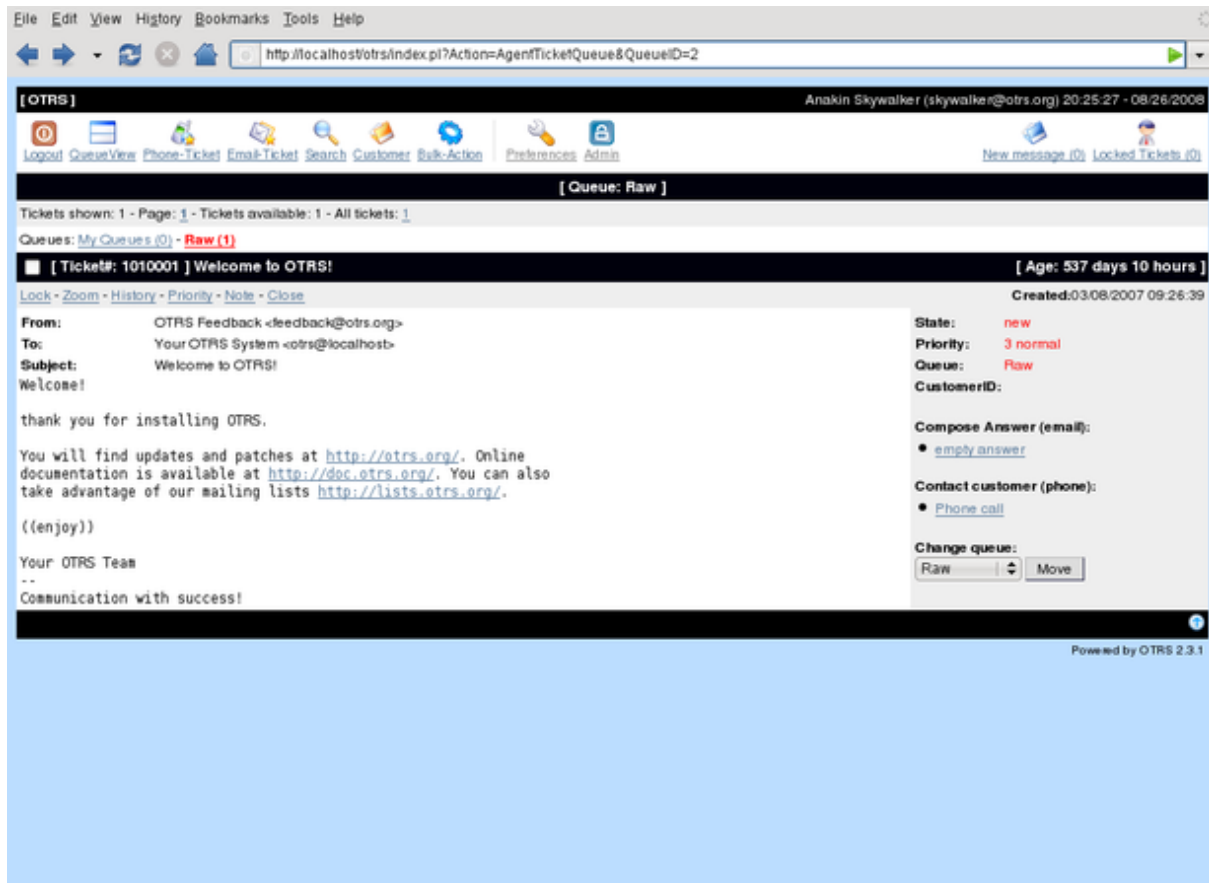 File Edit View History Bookmarks Tools Help
http://localhost/otrs/index.pl?Action=AgentTicketQueue&QueueID=2
[ OTRS ] Anakin Skywalker (skywalker@otrs.org) 20:25:27 - 08/26/2008
Logout QueueView Phone-Ticket Email-Ticket Search Customer Bulk-Action Preferences Admin New message (0) Locked Tickets (0)
[ Queue: Raw ]
Tickets shown: 1 - Page: 1 - Tickets available: 1 - All tickets: 1
Queues: My Queues (0) - Raw (1)
[ Ticket#: 1010001 ] Welcome to OTRS! [ Age: 537 days 10 hours ]
Lock - Zoom - History - Priority - Note - Close Created:03/08/2007 09:26:39
From: OTRS Feedback <feedback@otrs.org>
To: Your OTRS System <otrs@localhost>
Subject: Welcome to OTRS!
Welcome!
thank you for installing OTRS.
You will find updates and patches at http://otrs.org/. Online
documentation is available at http://doc.otrs.org/. You can also
take advantage of our mailing lists http://lists.otrs.org/.
((enjoy))
Your OTRS Team
--
Communication with success!
State: new
Priority: 3 normal
Queue: Raw
CustomerID:
Compose Answer (email):
empty answer
Contact customer (phone):
Phone call
Change queue:
Raw Move
Powered by OTRS 2.3.1